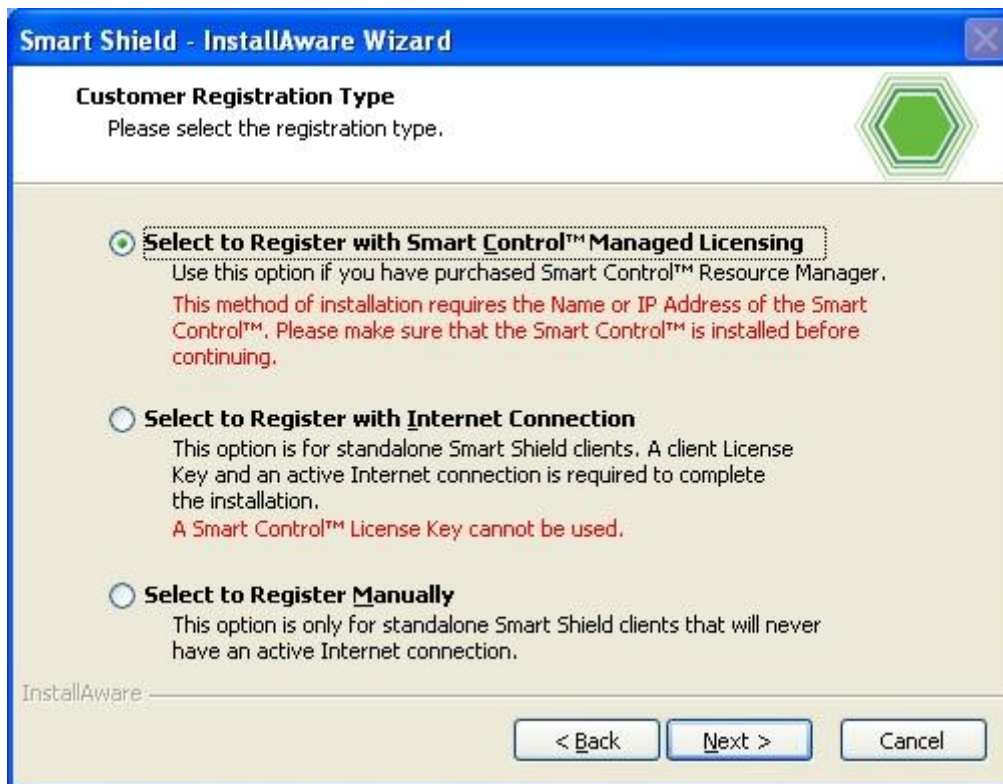 Smart Shield - InstallAware Wizard
Customer Registration Type
Please select the registration type.
Select to Register with Smart Control™ Managed Licensing
Use this option if you have purchased Smart Control™ Resource Manager.
This method of installation requires the Name or IP Address of the Smart
Control™. Please make sure that the Smart Control™ is installed before
continuing.
Select to Register with Internet Connection
This option is for standalone Smart Shield clients. A client License
Key and an active Internet connection is required to complete
the installation.
A Smart Control™ License Key cannot be used.
Select to Register Manually
This option is only for standalone Smart Shield clients that will never
have an active Internet connection.
InstallAware
< Back Next > Cancel